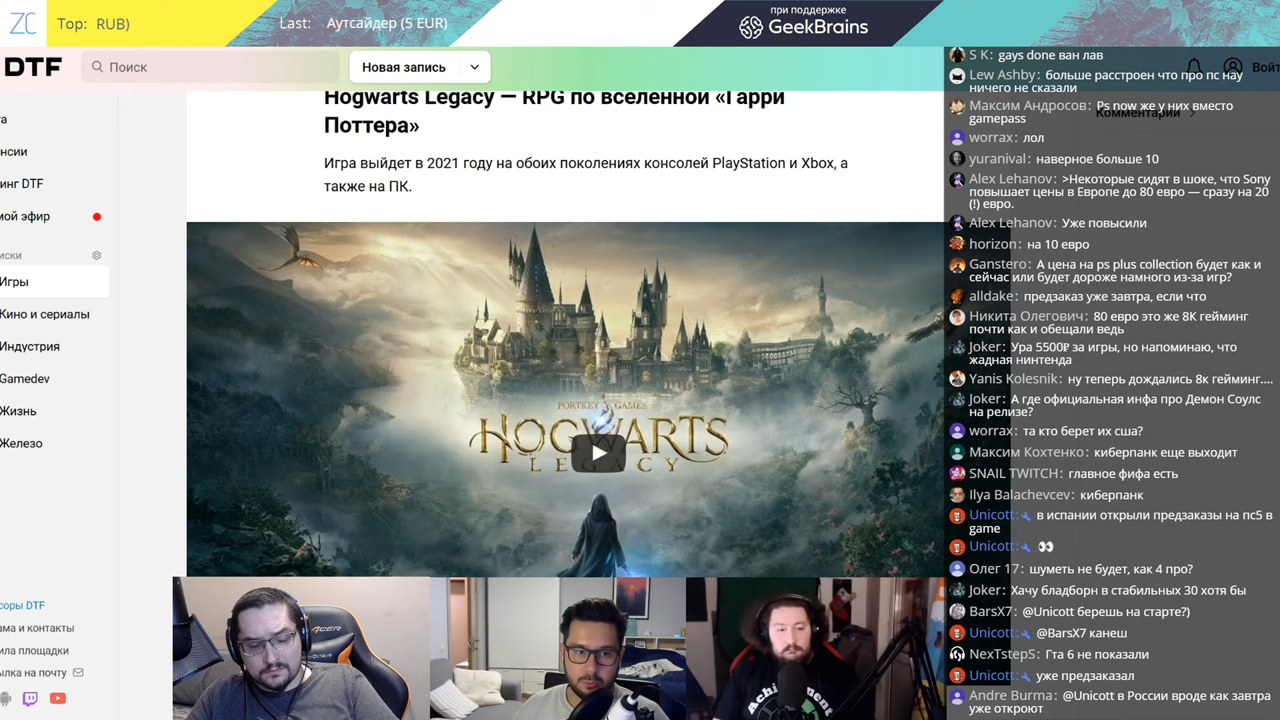 ZC
Top: RUB)
Last: Аутсайдер (5 EUR)
при поддержке
GeekBrains
DTF
Поиск
Новая запись
Войт
Комментарии
та
нсии
инг DTF
мой эфир
иски
Игры
Кино и сериалы
Индустрия
Gamedev
Жизнь
Железо
соры DTF
ама и контакты
ила площадки
ылка на почту
Hogwarts Legacy — RPG по вселенной «Гарри
Поттера»
Игра выйдет в 2021 году на обоих поколениях консолей PlayStation и Xbox, а
также на ПК.
PORTKEY GAMES
HOGWARTS
LEGACY
ACER
S K: gays done ван лав
Lew Ashby: больше расстроен что про пс нау
ничего не сказали
Максим Андросов: Ps now же у них вместо
gamepass
worrax: лол
yuranival: наверное больше 10
Alex Lehanov: >Некоторые сидят в шоке, что Sony
повышает цены в Европе до 80 евро — сразу на 20
(!) евро.
Alex Lehanov: Уже повысили
horizon: на 10 евро
Ganstero: А цена на ps plus collection будет как и
сейчас или будет дороже намного из-за игр?
alldake: предзаказ уже завтра, если что
Никита Олегович: 80 евро это же 8К гейминг
почти как и обещали ведь
Joker: Ура 5500₽ за игры, но напоминаю, что
жадная нинтенда
Yanis Kolesnik: ну теперь дождались 8к гейминг....
Joker: А где официальная инфа про Демон Соулс
на релизе?
worrax: та кто берет их сша?
Максим Кохтенко: киберпанк еще выходит
SNAIL TWITCH: главное фифа есть
Ilya Balachevcev: киберпанк
Unicott: в испании открыли предзаказы на пс5 в
game
Unicott: 👀
Олег 17: шуметь не будет, как 4 про?
Joker: Хачу бладборн в стабильных 30 хотя бы
BarsX7: @Unicott берешь на старте?)
Unicott: @BarsX7 канеш
NexTstepS: Гта 6 не показали
Unicott: уже предзаказал
Andre Burma: @Unicott в России вроде как завтра
уже откроют